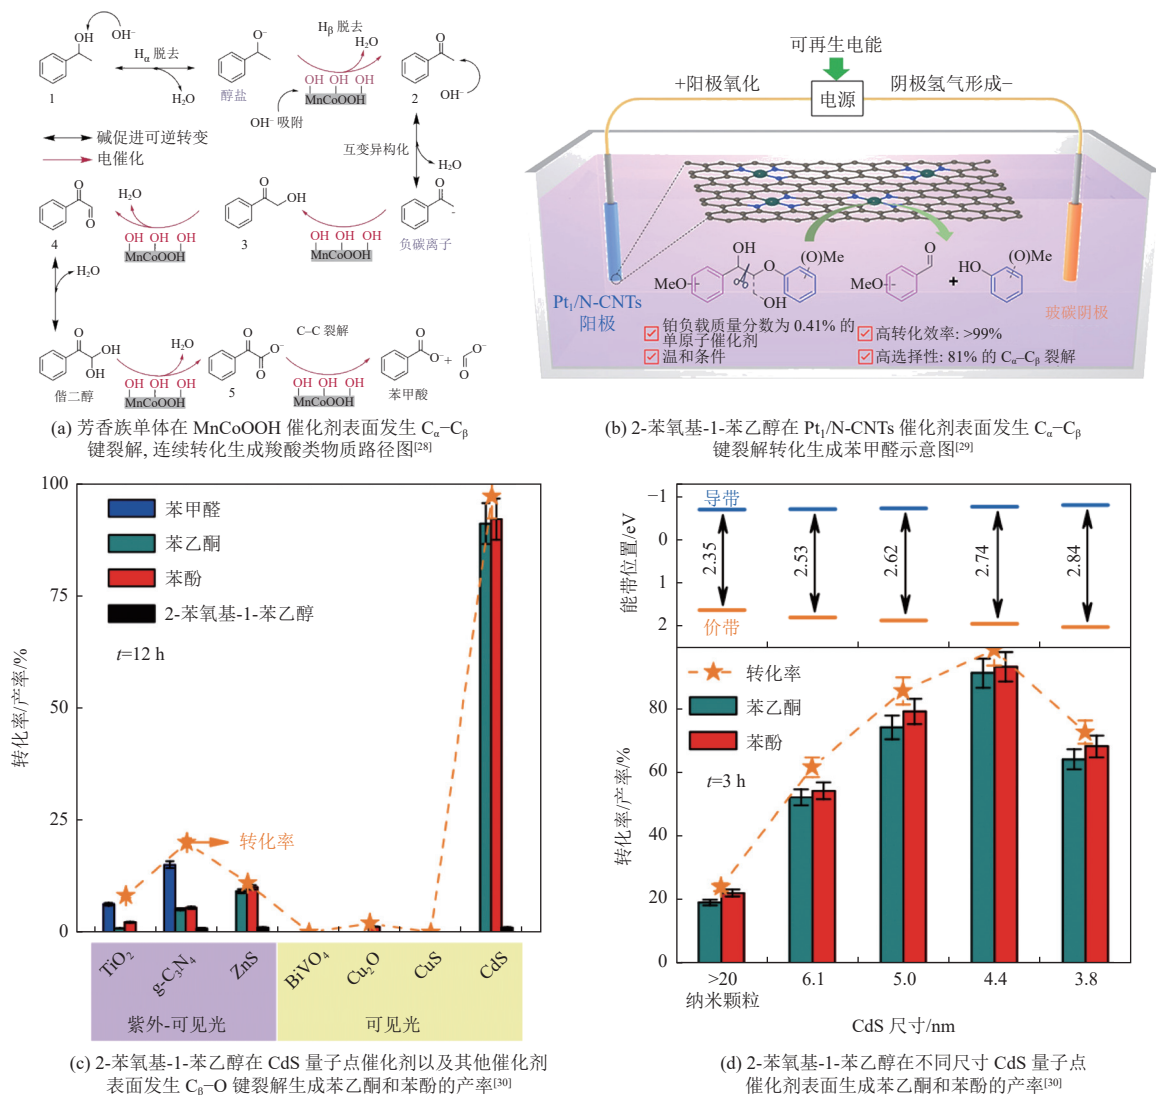 OH
OH⁻
Hα 脱去
H₂O
1
O⁻
醇盐
Hβ 脱去
H₂O
OH OH OH
MnCoOOH
OH⁻ 吸附
O
2
OH⁻
碱促进可逆转变
电催化
互变异构化
H₂O
O
O
4
H₂O
OH OH OH
MnCoOOH
O
OH
3
OH OH OH
MnCoOOH
O
-
负碳离子
H₂O
O
OH
OH
偕二醇
H₂O
OH OH OH
MnCoOOH
O
O⁻
O
5
C–C 裂解
OH OH OH
MnCoOOH
O
O⁻
+
O
O⁻
苯甲酸
(a) 芳香族单体在 MnCoOOH 催化剂表面发生 Cα–Cβ
键裂解, 连续转化生成羧酸类物质路径图[28]
可再生电能
+阳极氧化
电源
阴极氢气形成−
OH
O
(O)Me
MeO
OH
O
MeO
+
HO
(O)Me
Pt₁/N-CNTs
阳极
玻碳阴极
铂负载质量分数为 0.41% 的
单原子催化剂
温和条件
高转化效率: >99%
高选择性: 81% 的 Cα–Cβ 裂解
(b) 2-苯氧基-1-苯乙醇在 Pt₁/N-CNTs 催化剂表面发生 Cα–Cβ
键裂解转化生成苯甲醛示意图[29]
转化率/产率/%
100
75
50
25
0
苯甲醛
苯乙酮
苯酚
2-苯氧基-1-苯乙醇
t=12 h
转化率
TiO₂
g-C₃N₄
ZnS
BiVO₄
Cu₂O
CuS
CdS
紫外-可见光
可见光
(c) 2-苯氧基-1-苯乙醇在 CdS 量子点催化剂以及其他催化剂
表面发生 Cβ–O 键裂解生成苯乙酮和苯酚的产率[30]
能带位置/eV
−1
0
1
2
导带
价带
2.35
2.53
2.62
2.74
2.84
转化率/产率/%
80
60
40
20
0
0
转化率
苯乙酮
苯酚
t=3 h
>20
纳米颗粒
6.1
5.0
4.4
3.8
CdS 尺寸/nm
(d) 2-苯氧基-1-苯乙醇在不同尺寸 CdS 量子点
催化剂表面生成苯乙酮和苯酚的产率[30]